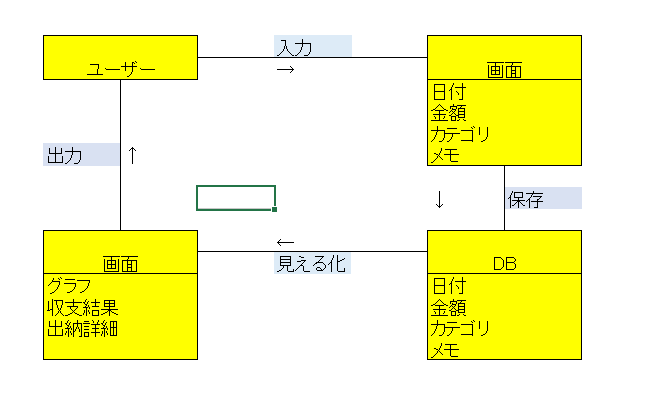 ユーザー
入力
→
画面
日付
金額
カテゴリ
メモ
出力
↑
↓
保存
画面
グラフ
収支結果
出納詳細
←
見える化
DB
日付
金額
カテゴリ
メモ